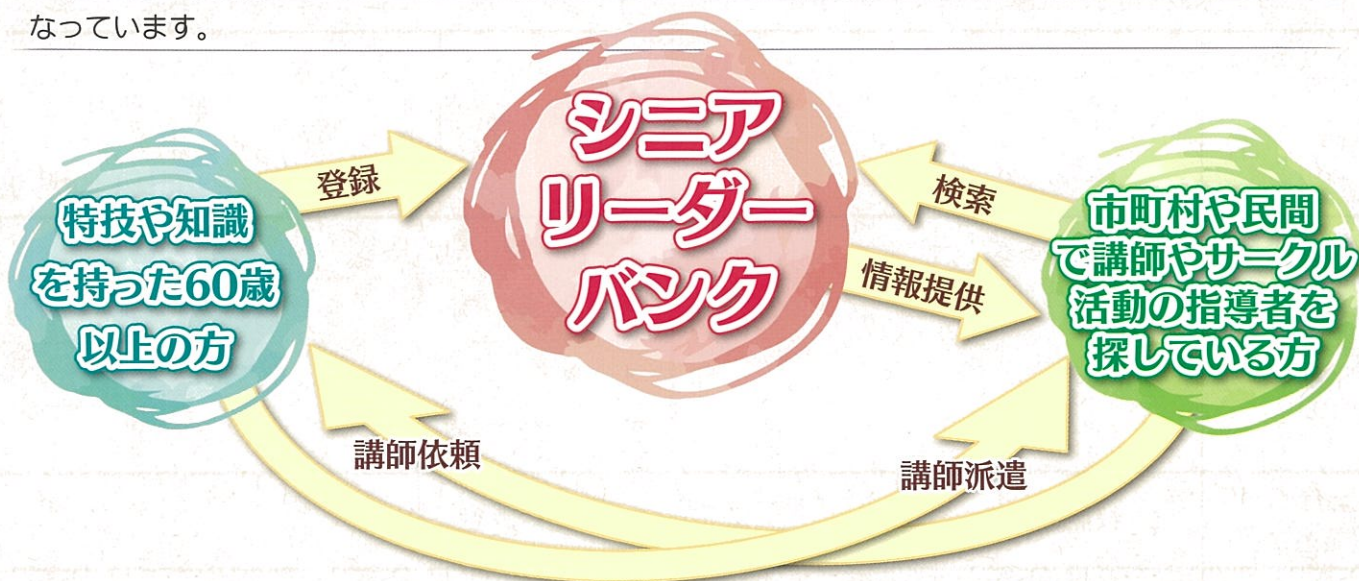 なっています。
シニア
リーダー
バンク
登録
検索
情報提供
特技や知識
を持った60歳
以上の方
市町村や民間
で講師やサークル
活動の指導者を
探している方
講師依頼
講師派遣